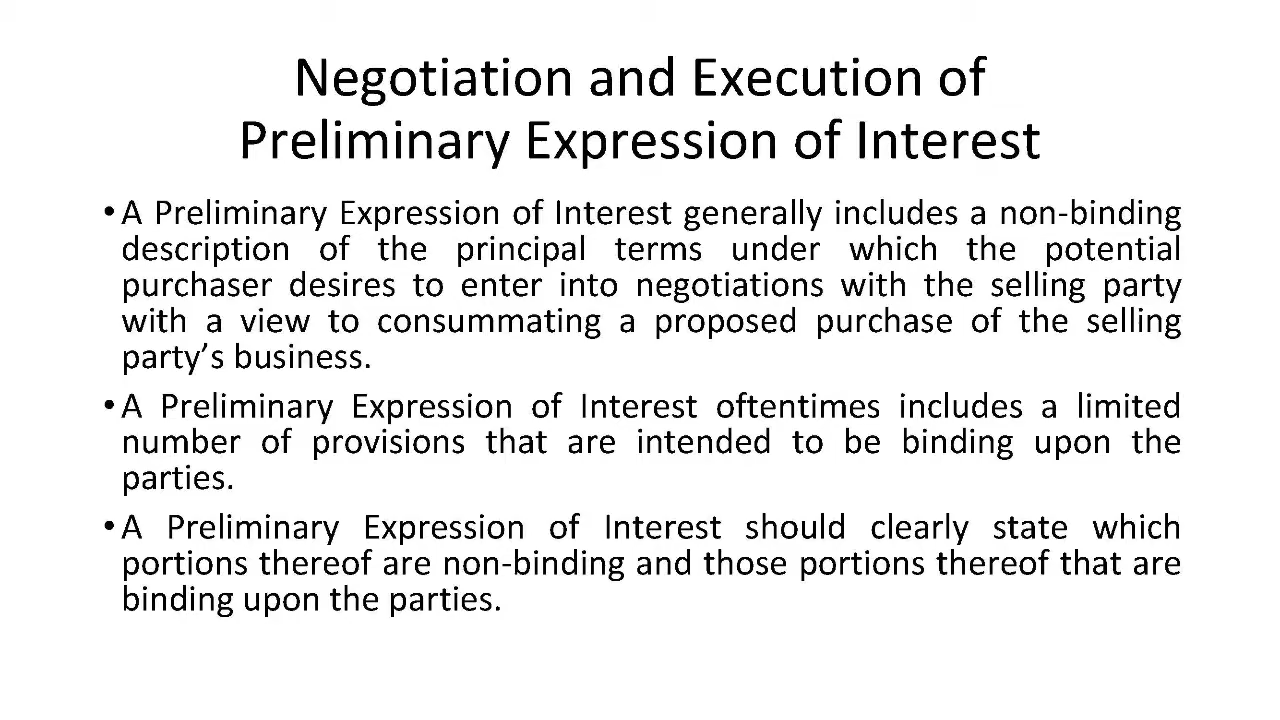 Negotiation and Execution of
Preliminary Expression of Interest
• A Preliminary Expression of Interest generally includes a non-binding
description of the principal terms under which the potential
purchaser desires to enter into negotiations with the selling party
with a view to consummating a proposed purchase of the selling
party’s business.
• A Preliminary Expression of Interest oftentimes includes a limited
number of provisions that are intended to be binding upon the
parties.
• A Preliminary Expression of Interest should clearly state which
portions thereof are non-binding and those portions thereof that are
binding upon the parties.